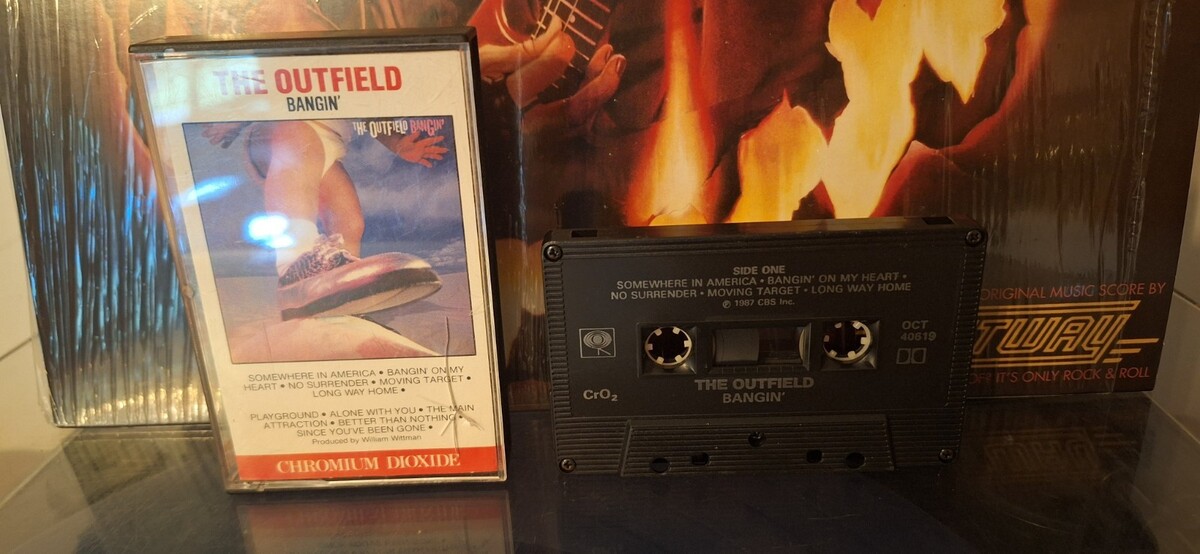 THE OUTFIELD
BANGIN'
THE OUTFIELD BANGIN'
SOMEWHERE IN AMERICA • BANGIN' ON MY
HEART • NO SURRENDER • MOVING TARGET •
LONG WAY HOME •
PLAYGROUND • ALONE WITH YOU • THE MAIN
ATTRACTION • BETTER THAN NOTHING •
SINCE YOU'VE BEEN GONE •
Produced by William Wittman
CHROMIUM DIOXIDE
SIDE ONE
SOMEWHERE IN AMERICA • BANGIN' ON MY HEART •
NO SURRENDER • MOVING TARGET • LONG WAY HOME
℗ 1987 CBS Inc.
OCT
40619
CrO₂
THE OUTFIELD
BANGIN'
ORIGINAL MUSIC SCORE BY
TWAY
OF IT'S ONLY ROCK & ROLL